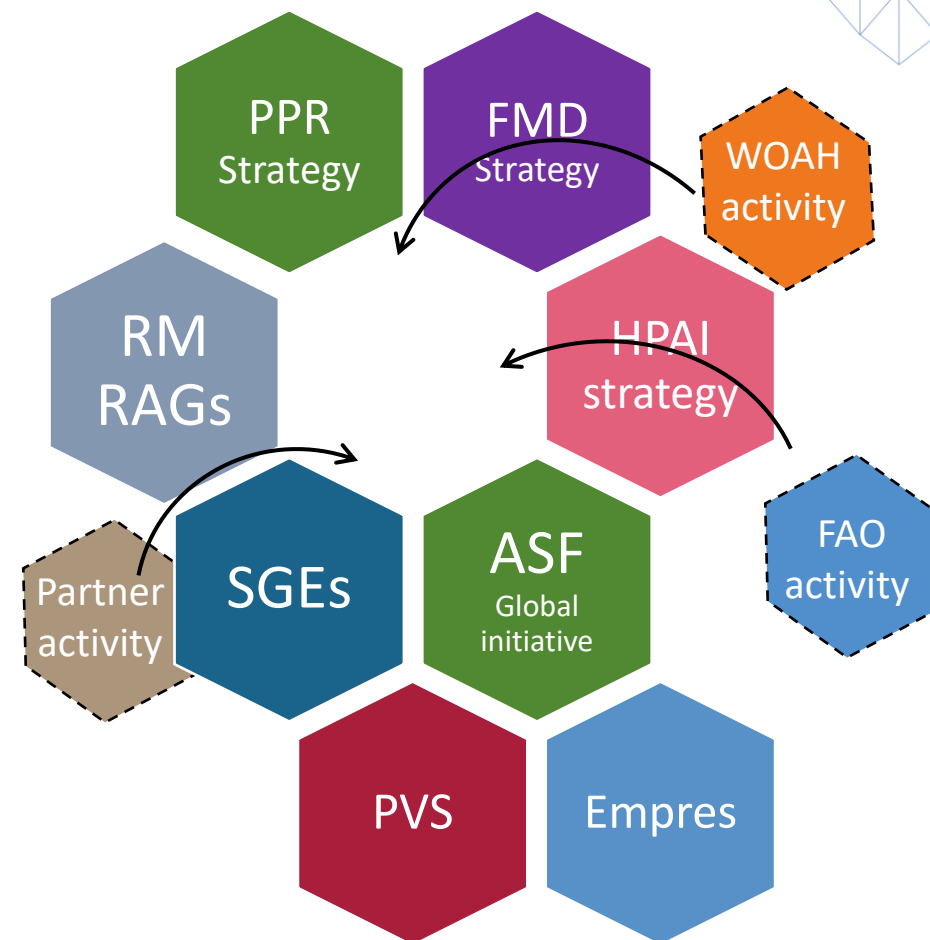 PPR
Strategy
FMD
Strategy
WOAH
activity
RM
RAGs
HPAI
strategy
Partner
activity
SGEs
ASF
Global
initiative
FAO
activity
PVS
Empres